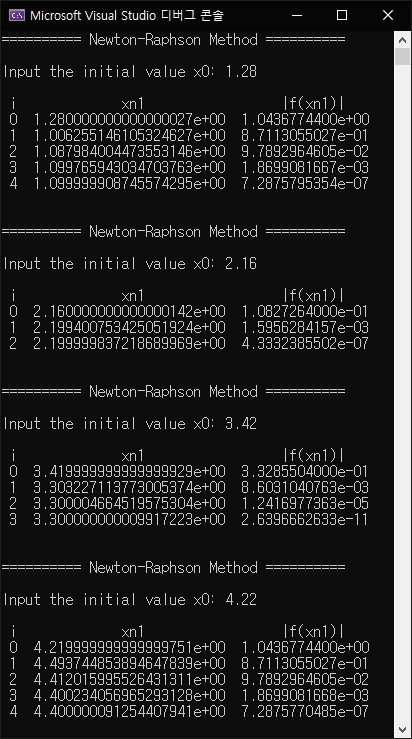 Microsoft Visual Studio 디버그 콘솔
========== Newton-Raphson Method ==========
Input the initial value x0: 1.28
i xn1 |f(xn1)|
0 1.280000000000000027e+00 1.0436774400e+00
1 1.006255146105324627e+00 8.7113055027e-01
2 1.087984004473553146e+00 9.7892964605e-02
3 1.099765943034703763e+00 1.8699081667e-03
4 1.099999908745574295e+00 7.2875795354e-07
========== Newton-Raphson Method ==========
Input the initial value x0: 2.16
i xn1 |f(xn1)|
0 2.160000000000000142e+00 1.0827264000e-01
1 2.199400753425051924e+00 1.5956284157e-03
2 2.199999837218689969e+00 4.3332385502e-07
========== Newton-Raphson Method ==========
Input the initial value x0: 3.42
i xn1 |f(xn1)|
0 3.419999999999999929e+00 3.3285504000e-01
1 3.303227113773005374e+00 8.6031040763e-03
2 3.300004664519575304e+00 1.2416977363e-05
3 3.300000000009917223e+00 2.6396662633e-11
========== Newton-Raphson Method ==========
Input the initial value x0: 4.22
i xn1 |f(xn1)|
0 4.219999999999999751e+00 1.0436774400e+00
1 4.493744853894647839e+00 8.7113055027e-01
2 4.412015995526431311e+00 9.7892964605e-02
3 4.400234056965293128e+00 1.8699081668e-03
4 4.400000091254407941e+00 7.2875770485e-07